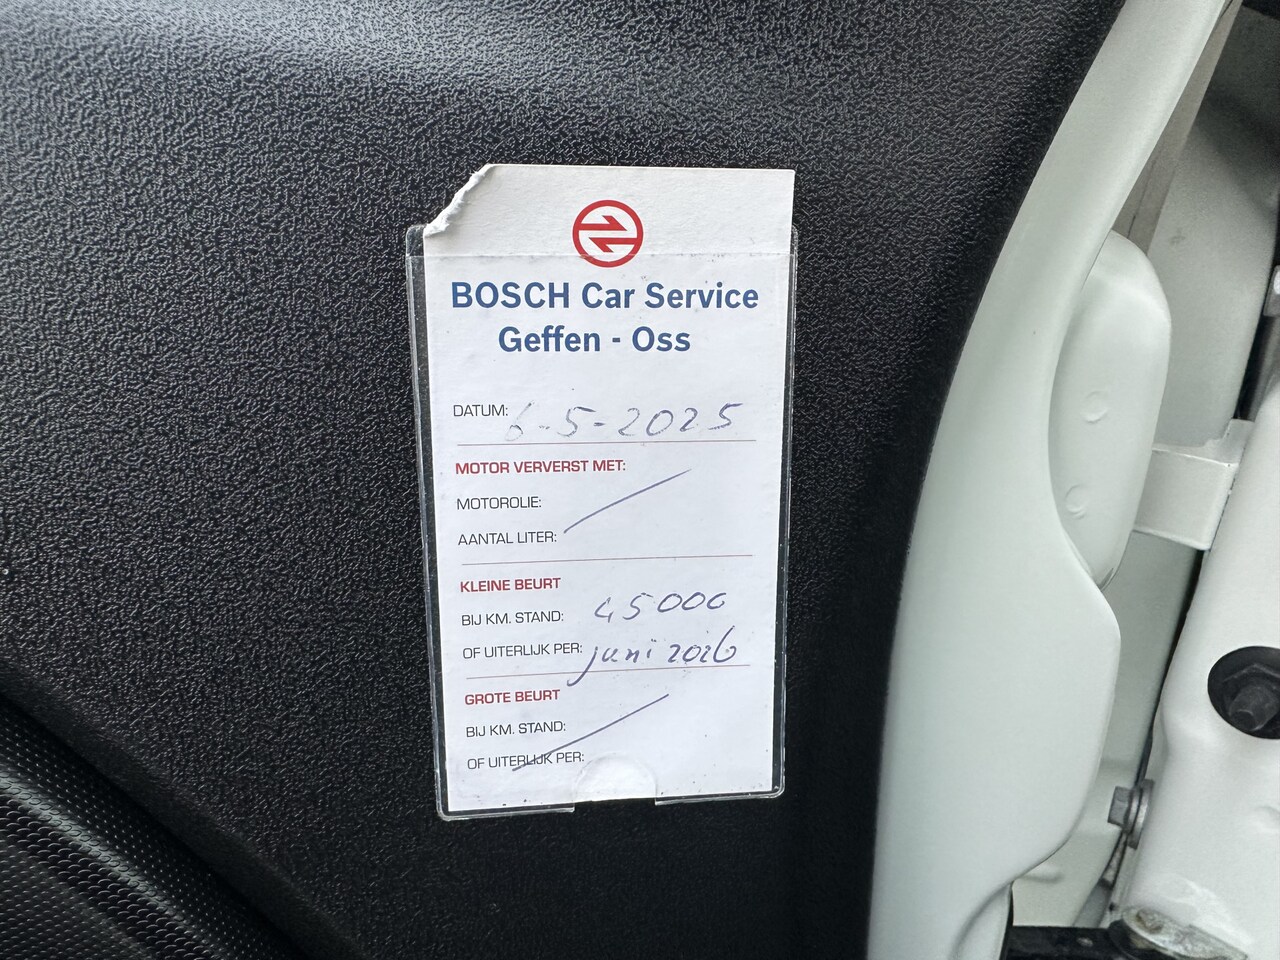 BOSCH Car Service
Geffen - Oss
DATUM: 6-5-2025
MOTOR VERVERST MET:
MOTOROLIE:
AANTAL LITER:
KLEINE BEURT
BIJ KM. STAND: 45000
OF UITERLIJK PER: juni 2026
GROTE BEURT
BIJ KM. STAND:
OF UITERLIJK PER: